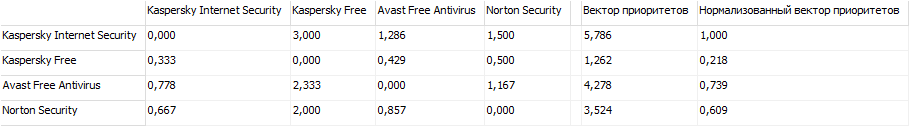 Kaspersky Internet Security Kaspersky Free Avast Free Antivirus Norton Security Вектор приоритетов Нормализованный вектор приоритетов
Kaspersky Internet Security 0,000 3,000 1,286 1,500 5,786 1,000
Kaspersky Free 0,333 0,000 0,429 0,500 1,262 0,218
Avast Free Antivirus 0,778 2,333 0,000 1,167 4,278 0,739
Norton Security 0,667 2,000 0,857 0,000 3,524 0,609